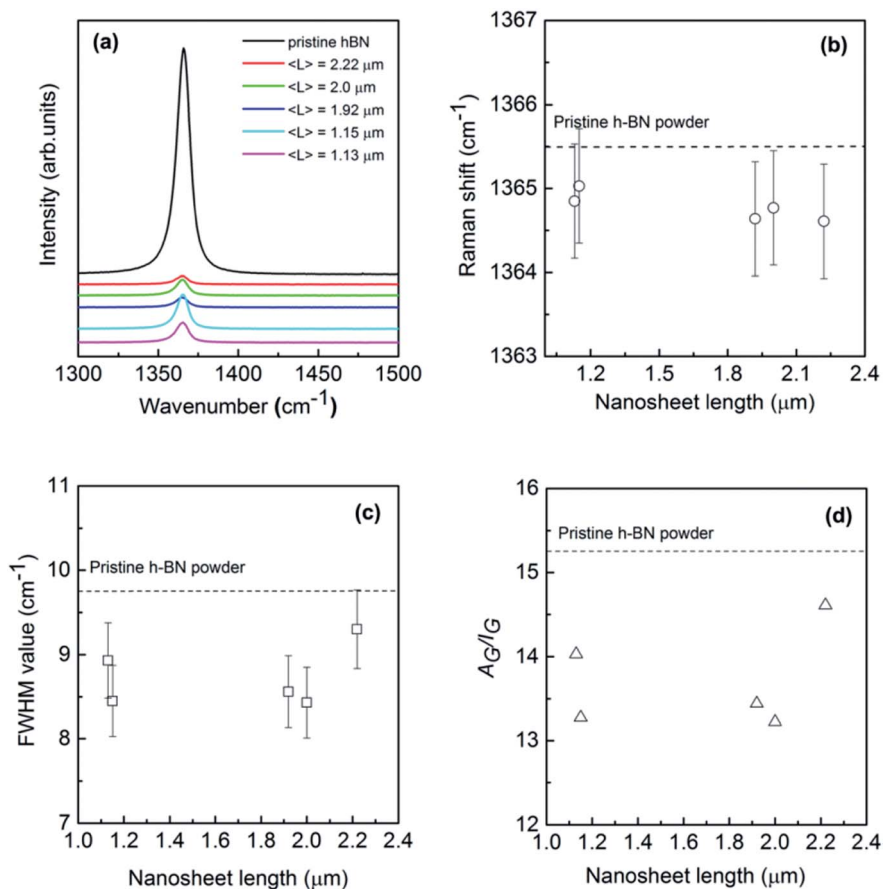 (a)
pristine hBN
<L> = 2.22 μm
<L> = 2.0 μm
<L> = 1.92 μm
<L> = 1.15 μm
<L> = 1.13 μm
Intensity (arb.units)
1300 1350 1400 1450 1500
Wavenumber (cm-1)
(b)
1367
1366
1365
1364
1363
Pristine h-BN powder
Raman shift (cm-1)
1.2 1.5 1.8 2.1 2.4
Nanosheet length (μm)
(c)
11
10
9
8
7
Pristine h-BN powder
FWHM value (cm-1)
1.0 1.2 1.4 1.6 1.8 2.0 2.2 2.4
Nanosheet length (μm)
(d)
16
15
14
13
12
Pristine h-BN powder
AG/IG
1.0 1.2 1.4 1.6 1.8 2.0 2.2 2.4
Nanosheet length (μm)